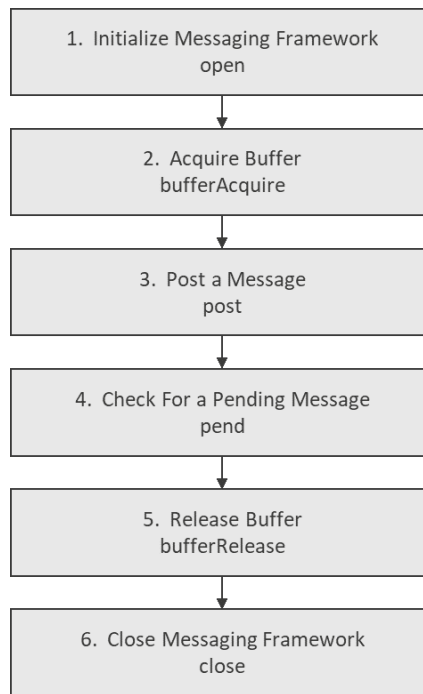 1. Initialize Messaging Framework
open
2. Acquire Buffer
bufferAcquire
3. Post a Message
post
4. Check For a Pending Message
pend
5. Release Buffer
bufferRelease
6. Close Messaging Framework
close